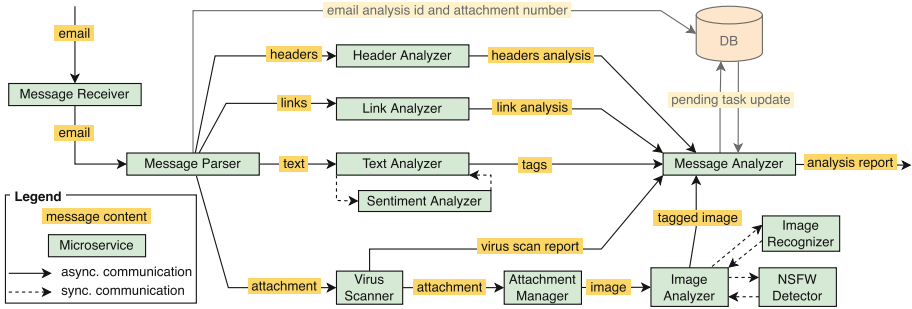 email analysis id and attachment number
email
DB
headers
Header Analyzer
headers analysis
Message Receiver
links
Link Analyzer
link analysis
pending task update
email
Message Parser
text
Text Analyzer
tags
Message Analyzer
analysis report
Sentiment Analyzer
Legend
message content
Microservice
async. communication
sync. communication
tagged image
Image
Recognizer
virus scan report
attachment
Virus
Scanner
attachment
Attachment
Manager
image
Image
Analyzer
NSFW
Detector